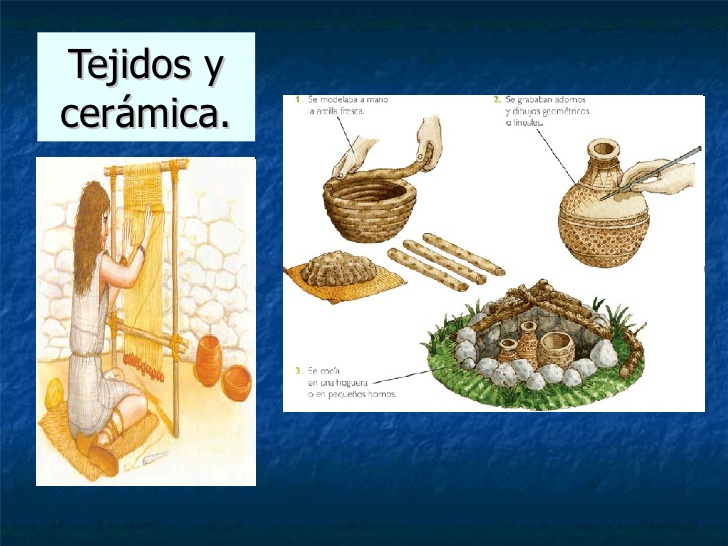 Tejidos y
cerámica.
1. Se modelaba a mano
la arcilla fresca.
2. Se grababan adornos
y dibujos geométricos
o lineales.
3. Se cocía
en una hoguera
o en pequeños hornos.